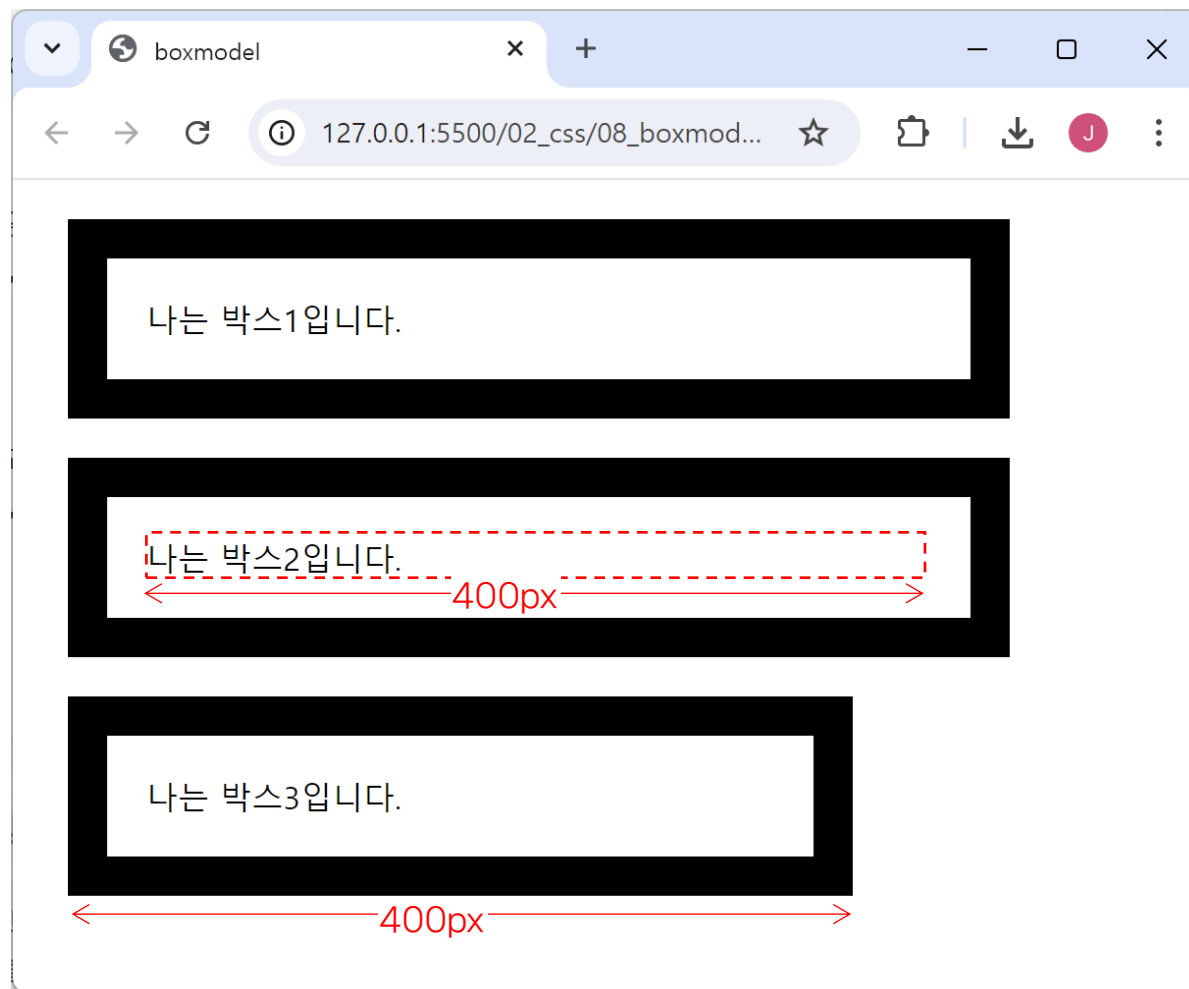 boxmodel
127.0.0.1:5500/02_css/08_boxmod...
J
나는 박스1입니다.
나는 박스2입니다.
400px
나는 박스3입니다.
400px